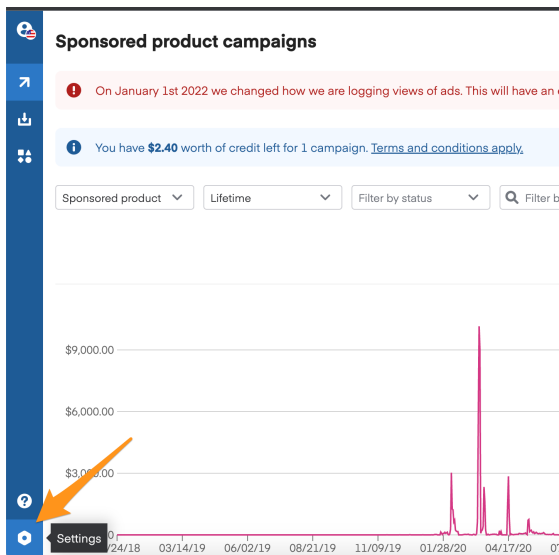 Sponsored product campaigns
On January 1st 2022 we changed how we are logging views of ads. This will have an
You have $2.40 worth of credit left for 1 campaign. Terms and conditions apply.
Sponsored product
Lifetime
Filter by status
Filter b
$9,000.00
$6,000.00
$3,000.00
Settings
/24/18 03/14/19 06/02/19 08/21/19 11/09/19 01/28/20 04/17/20 07